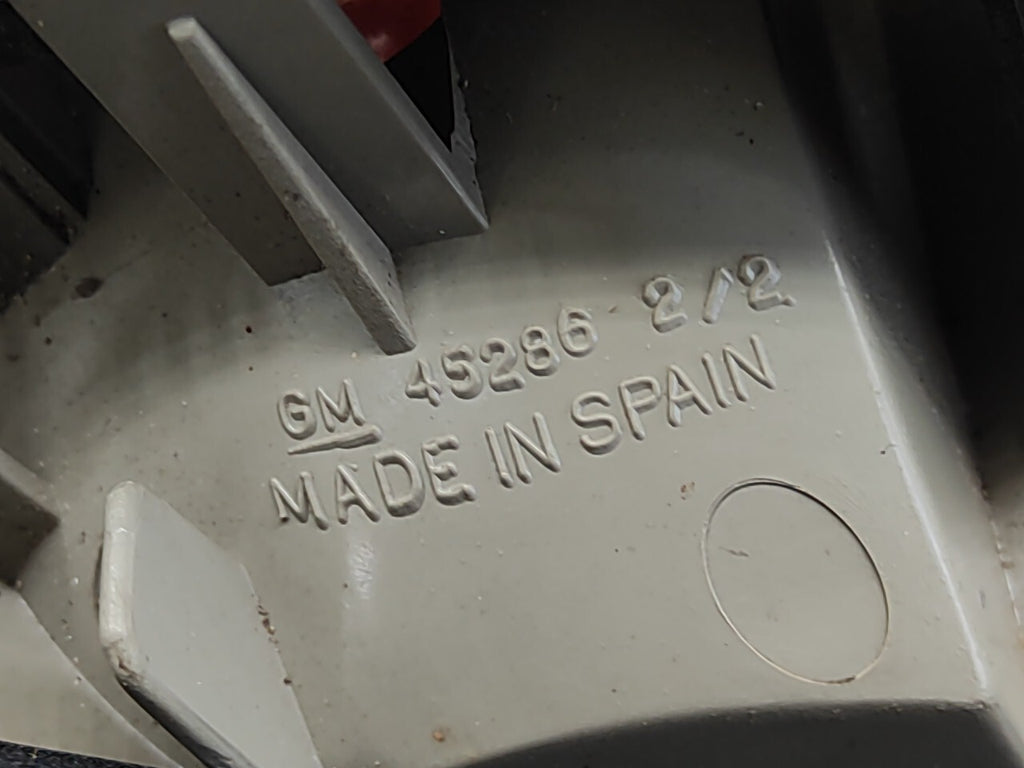 GM 45286 2/2
MADE IN SPAIN